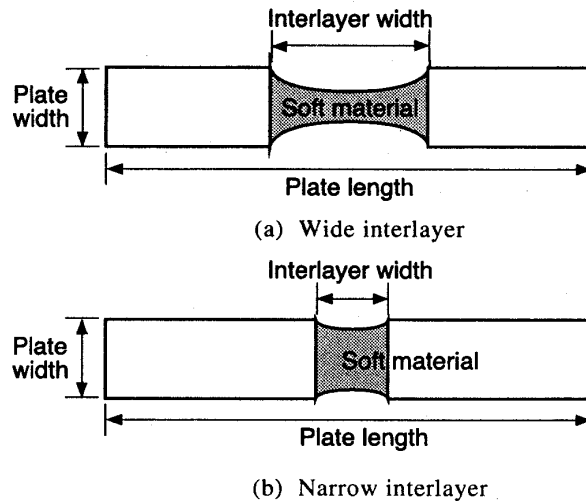 Interlayer width
Plate
width
Soft material
Plate length
(a) Wide interlayer
Interlayer width
Plate
width
Soft material
Plate length
(b) Narrow interlayer